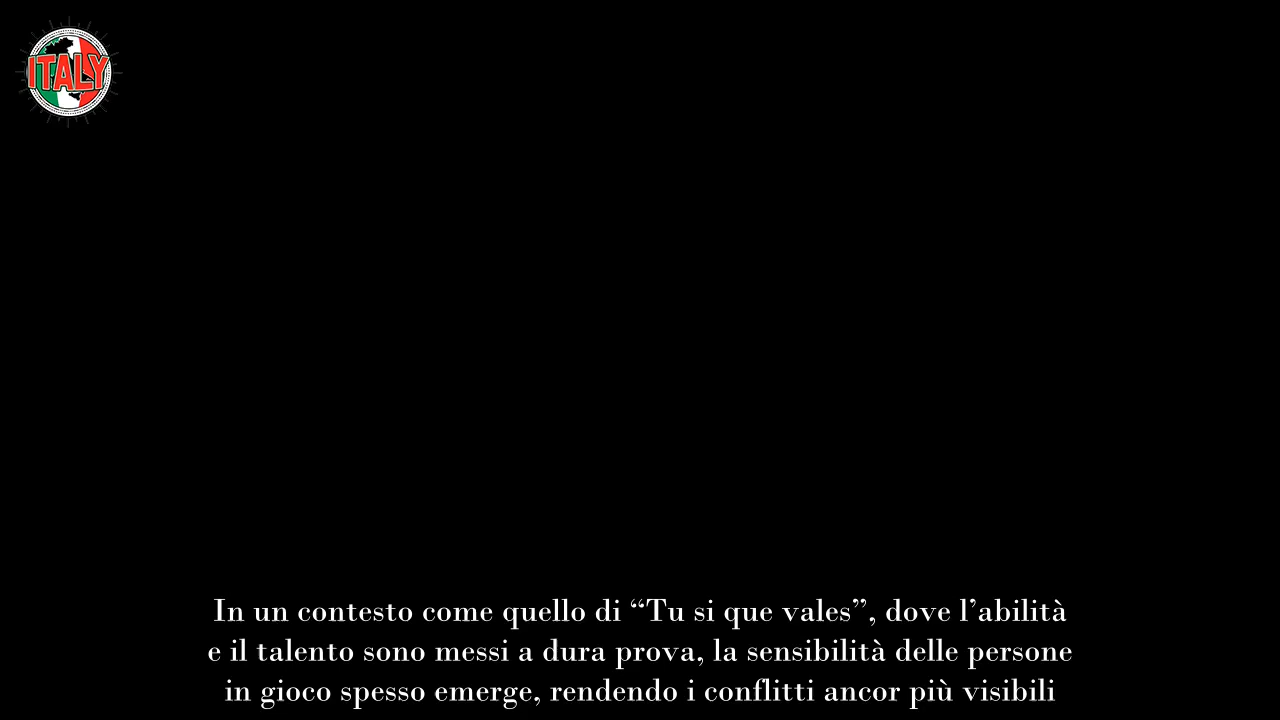 ITALY
In un contesto come quello di “Tu si que vales”, dove l’abilità
e il talento sono messi a dura prova, la sensibilità delle persone
in gioco spesso emerge, rendendo i conflitti ancor più visibili